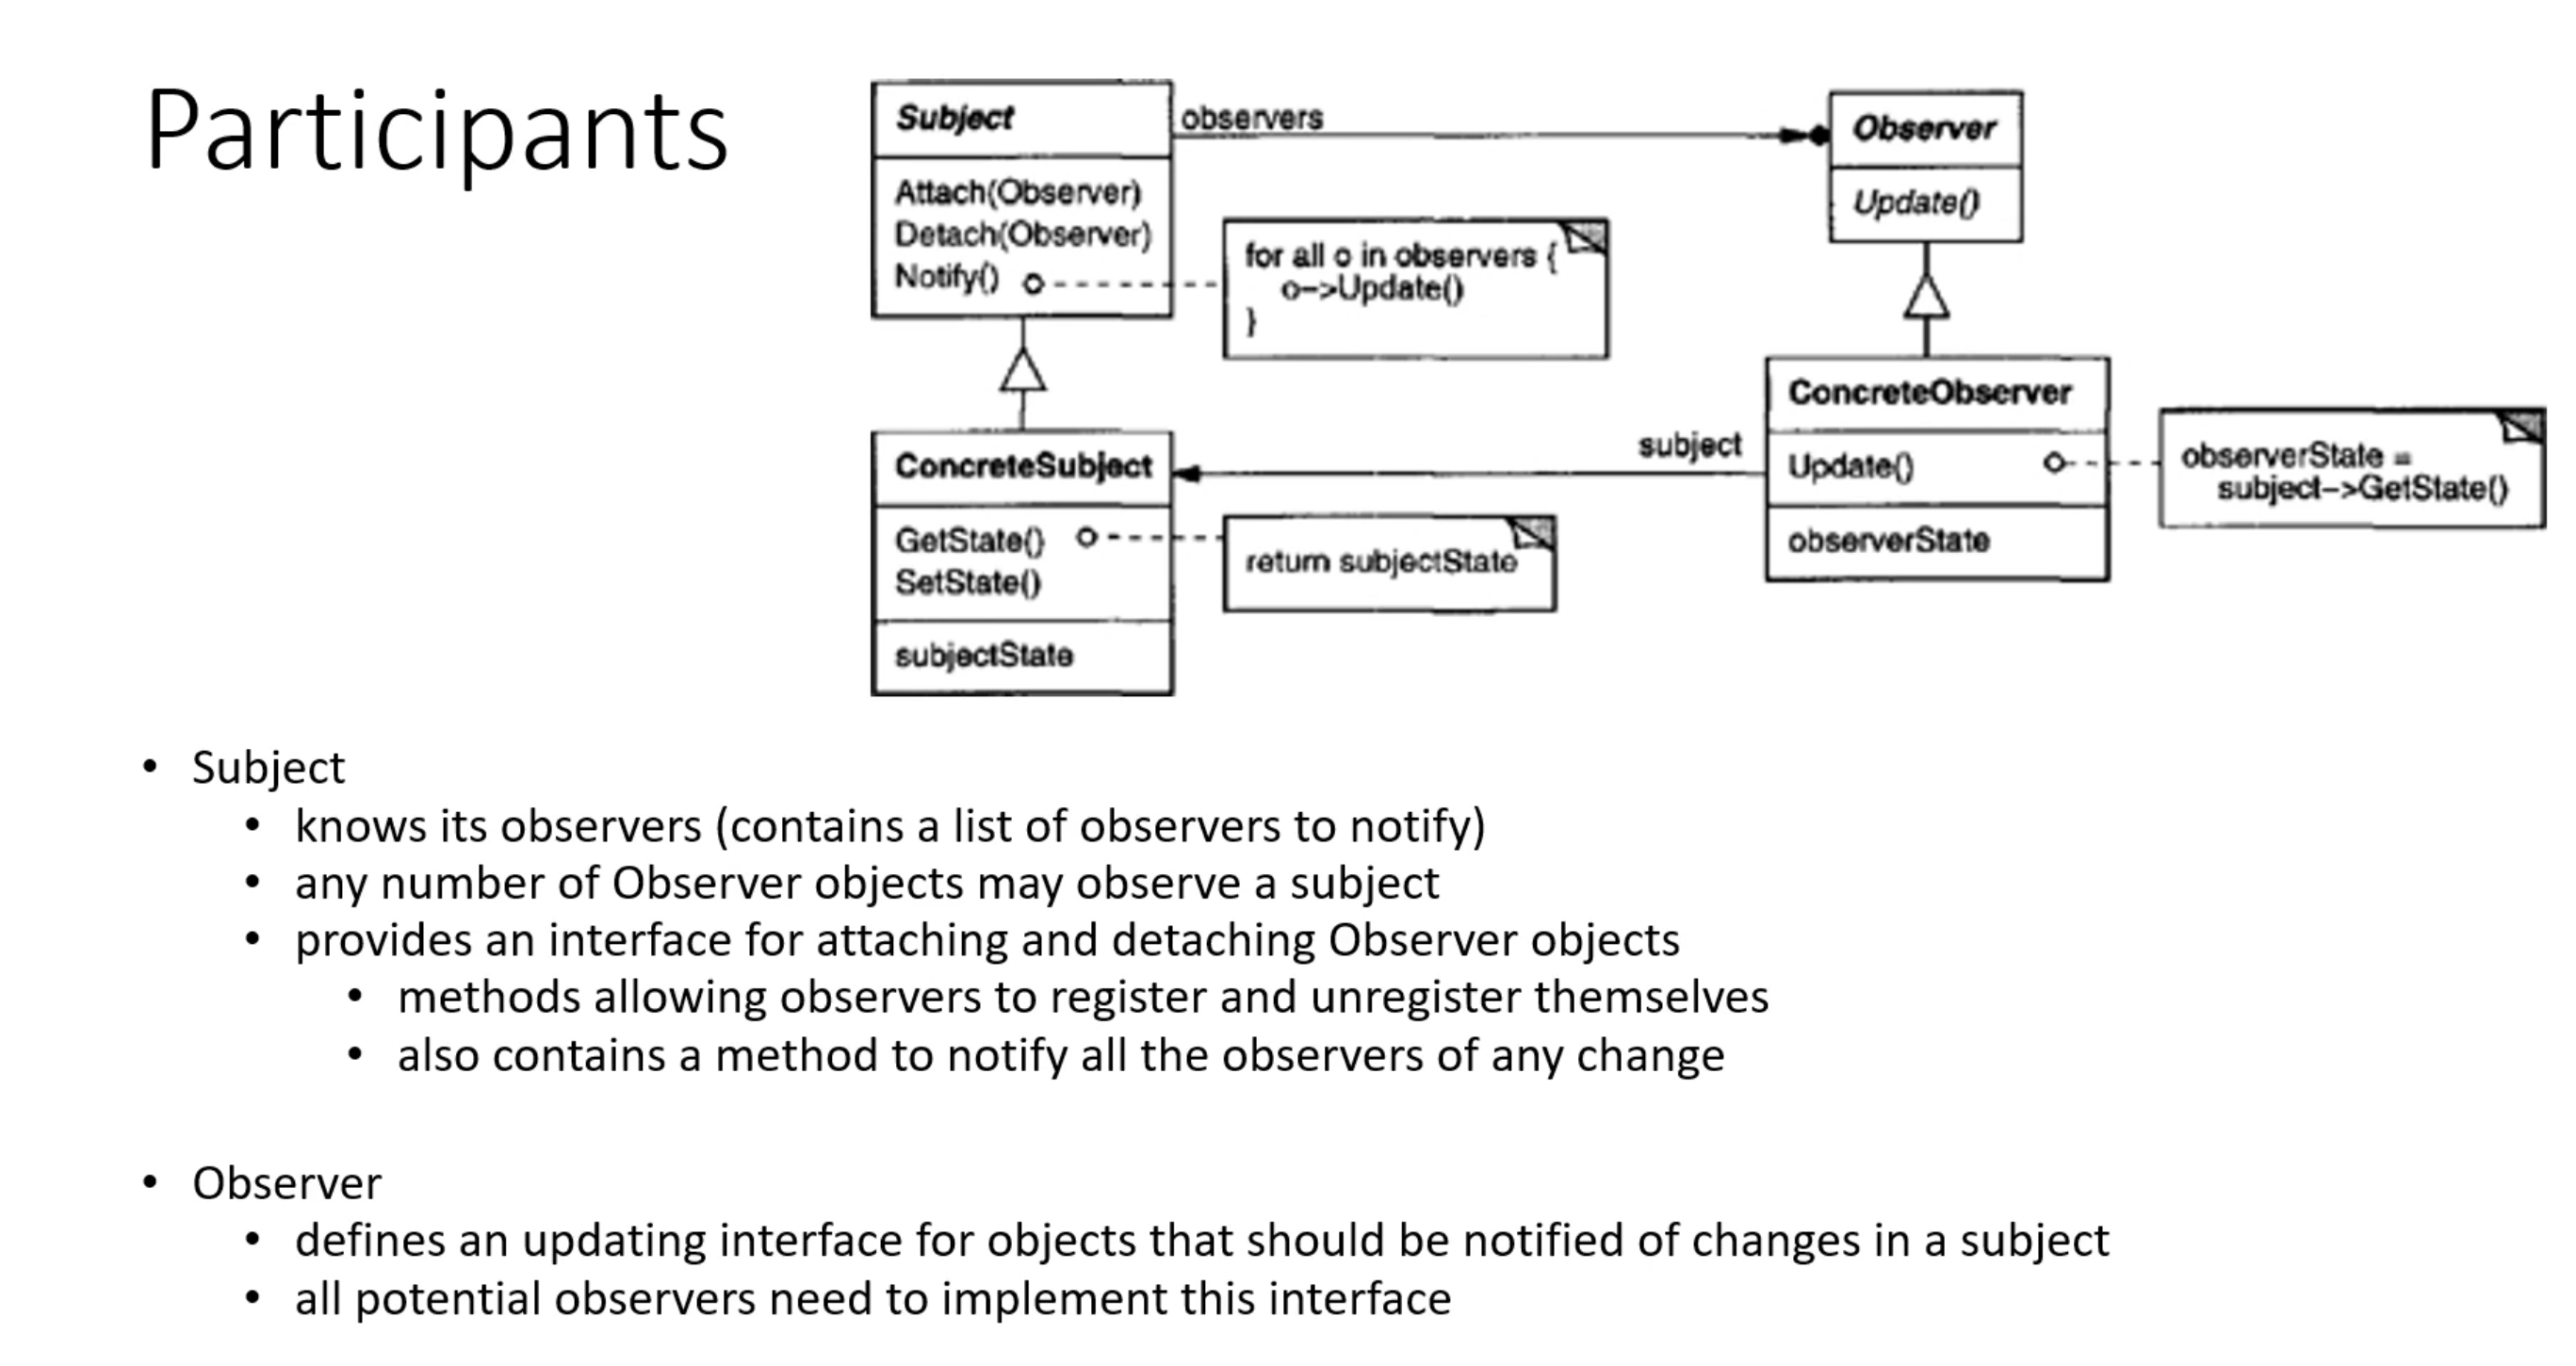 Participants
Subject
Attach(Observer)
Detach(Observer)
Notify()
observers
Observer
Update()
for all o in observers {
o->Update()
}
ConcreteSubject
GetState()
SetState()
subjectState
return subjectState
subject
ConcreteObserver
Update()
observerState
observerState =
subject->GetState()
• Subject
• knows its observers (contains a list of observers to notify)
• any number of Observer objects may observe a subject
• provides an interface for attaching and detaching Observer objects
• methods allowing observers to register and unregister themselves
• also contains a method to notify all the observers of any change
• Observer
• defines an updating interface for objects that should be notified of changes in a subject
• all potential observers need to implement this interface